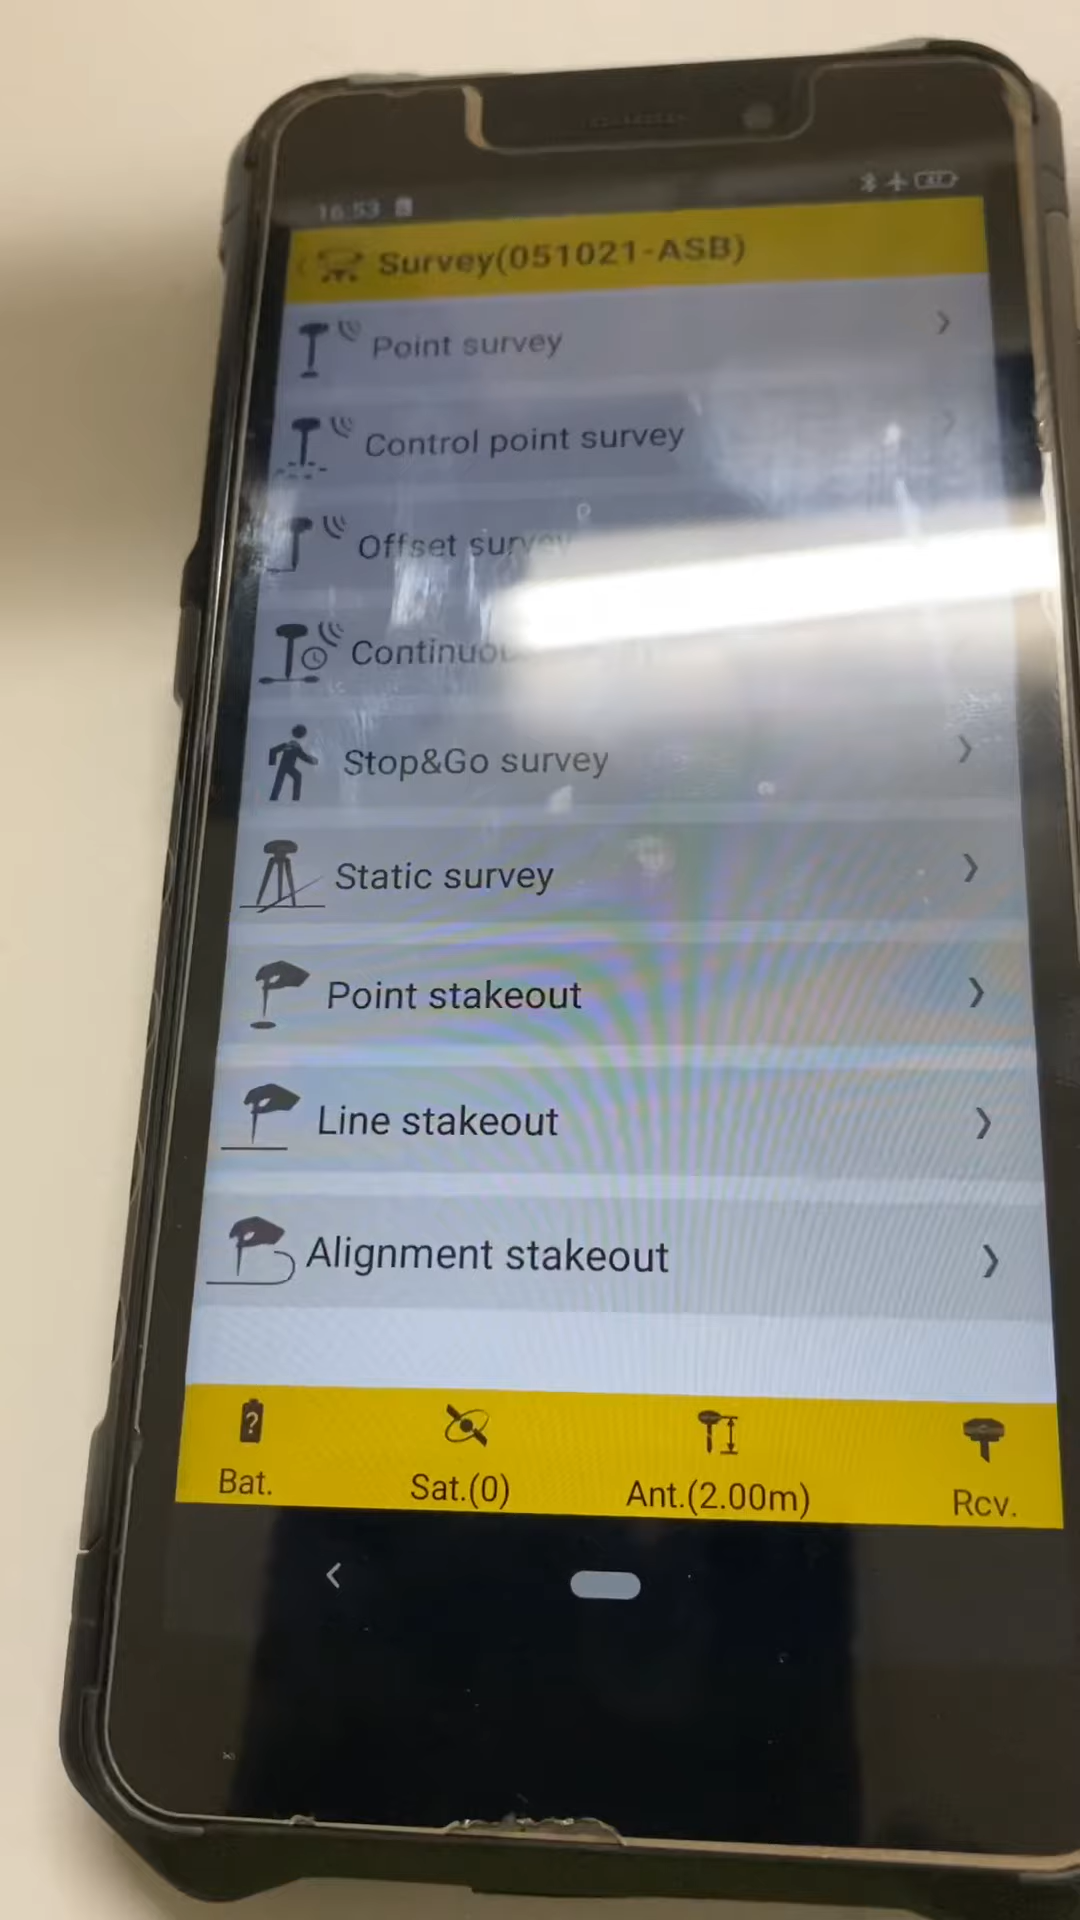 16:53
Survey(051021-ASB)
Point survey
Control point survey
Offset survey
Stop&Go survey
Static survey
Point stakeout
Line stakeout
Alignment stakeout
Bat. Sat.(0) Ant.(2.00m) Rcv.